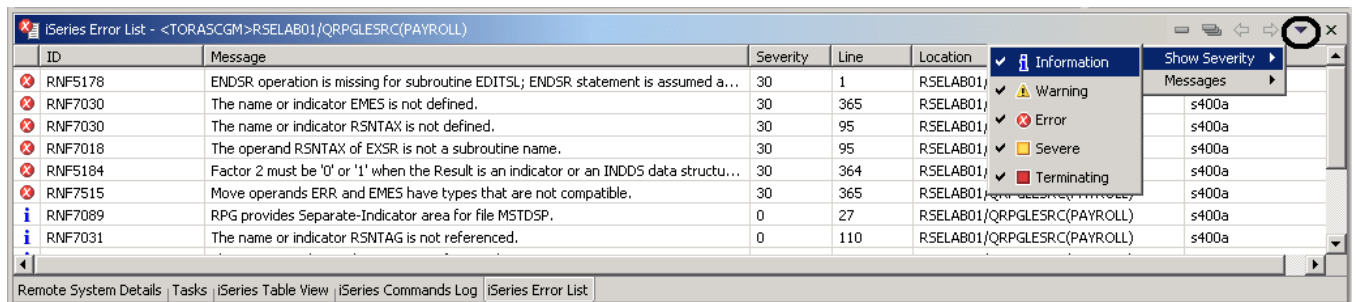 iSeries Error List - <TORASCGM>RSELAB01/QRPGLESRC(PAYROLL)
ID Message Severity Line Location
Information Show Severity
Warning Messages
Error
Severe
Terminating
RNF5178 ENDSR operation is missing for subroutine EDITSL; ENDSR statement is assumed a... 30 1 RSELAB01/
RNF7030 The name or indicator EMES is not defined. 30 365 RSELAB01/ s400a
RNF7030 The name or indicator RSNTAX is not defined. 30 95 RSELAB01/ s400a
RNF7018 The operand RSNTAX of EXSR is not a subroutine name. 30 95 RSELAB01/ s400a
RNF5184 Factor 2 must be '0' or '1' when the Result is an indicator or an INDDS data structu... 30 364 RSELAB01/ s400a
RNF7515 Move operands ERR and EMES have types that are not compatible. 30 365 RSELAB01/QRPGLESRC(PAYROLL) s400a
RNF7089 RPG provides Separate-Indicator area for file MSTDSP. 0 27 RSELAB01/QRPGLESRC(PAYROLL) s400a
RNF7031 The name or indicator RSNTAG is not referenced. 0 110 RSELAB01/QRPGLESRC(PAYROLL) s400a
Remote System Details Tasks iSeries Table View iSeries Commands Log iSeries Error List